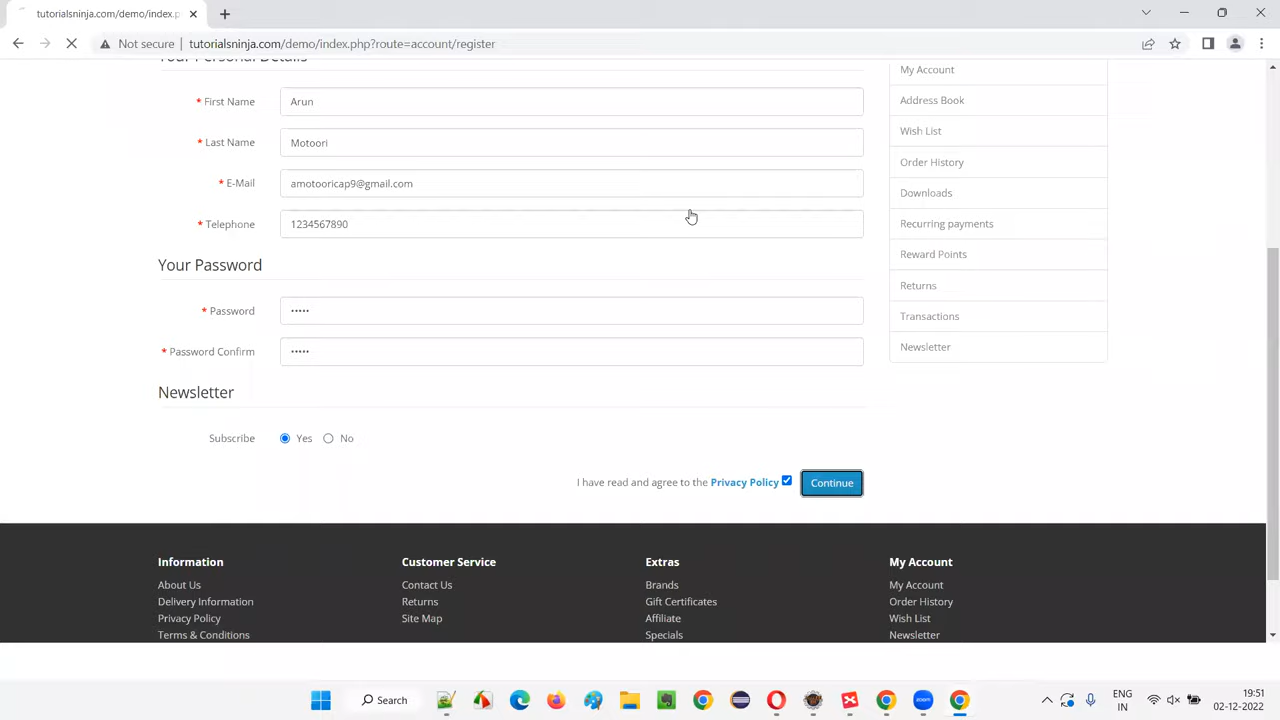 tutorialsninja.com/demo/index.p
Not secure tutorialsninja.com/demo/index.php?route=account/register
Your Personal Details
* First Name Arun
* Last Name Motoori
* E-Mail amotooricap9@gmail.com
* Telephone 1234567890
Your Password
* Password •••••
* Password Confirm •••••
Newsletter
Subscribe Yes No
I have read and agree to the Privacy Policy Continue
My Account
Address Book
Wish List
Order History
Downloads
Recurring payments
Reward Points
Returns
Transactions
Newsletter
Information
About Us
Delivery Information
Privacy Policy
Terms & Conditions
Customer Service
Contact Us
Returns
Site Map
Extras
Brands
Gift Certificates
Affiliate
Specials
My Account
My Account
Order History
Wish List
Newsletter
Search
zoom
ENG
IN
19:51
02-12-2022